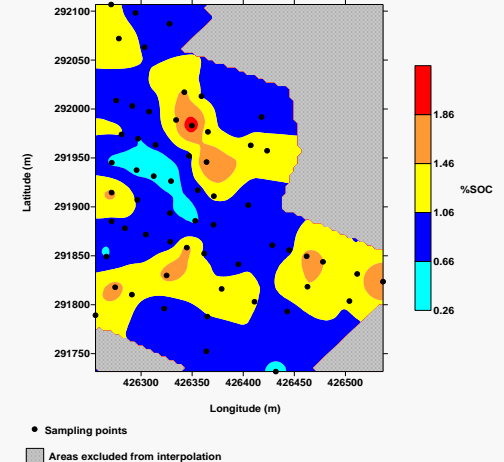 292100
292050
292000
291950
291900
291850
291800
291750
Latitude (m)
426300 426350 426400 426450 426500
Longitude (m)
1.86
1.46
1.06
0.66
0.26
%SOC
Sampling points
Areas excluded from interpolation